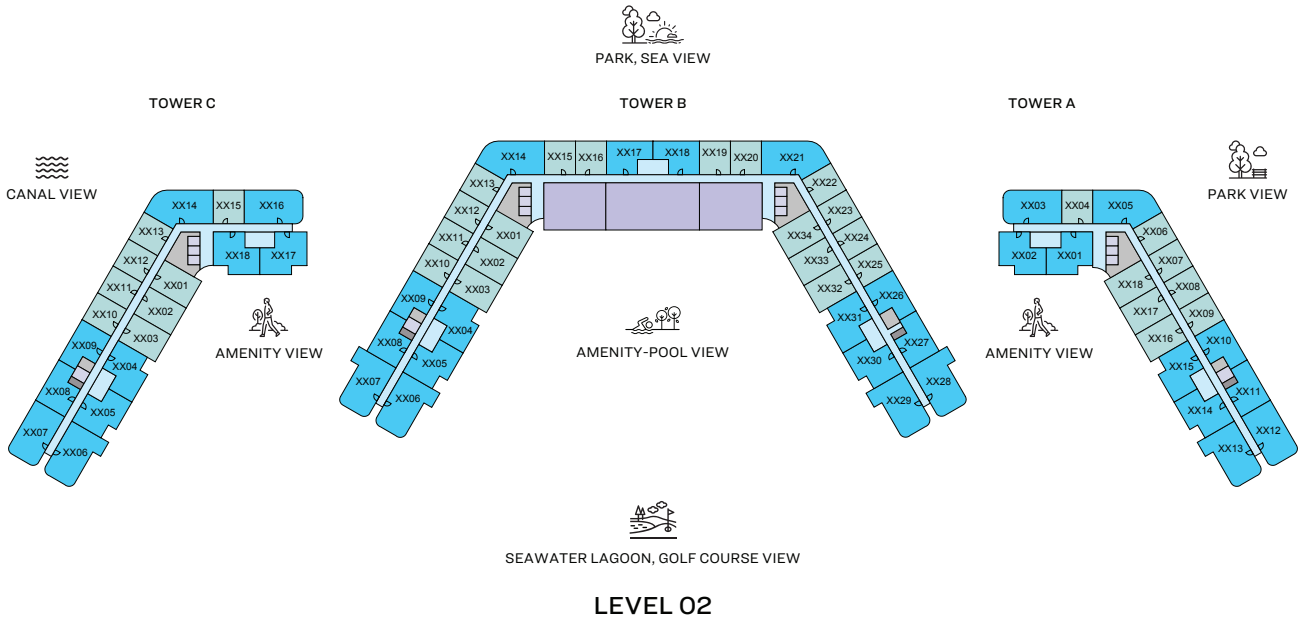 PARK, SEA VIEW
TOWER C
TOWER B
TOWER A
CANAL VIEW
PARK VIEW
XX14
XX15
XX16
XX13
XX12
XX11
XX10
XX09
XX08
XX07
XX18
XX17
XX01
XX02
XX03
XX04
XX05
XX06
XX14
XX15
XX16
XX17
XX18
XX19
XX20
XX21
XX13
XX12
XX11
XX10
XX09
XX08
XX07
XX01
XX02
XX03
XX04
XX05
XX06
XX22
XX23
XX24
XX25
XX26
XX27
XX28
XX34
XX33
XX32
XX31
XX30
XX29
XX03
XX04
XX05
XX02
XX01
XX06
XX07
XX08
XX09
XX10
XX11
XX12
XX18
XX17
XX16
XX15
XX14
XX13
AMENITY VIEW
AMENITY-POOL VIEW
AMENITY VIEW
SEAWATER LAGOON, GOLF COURSE VIEW
LEVEL 02